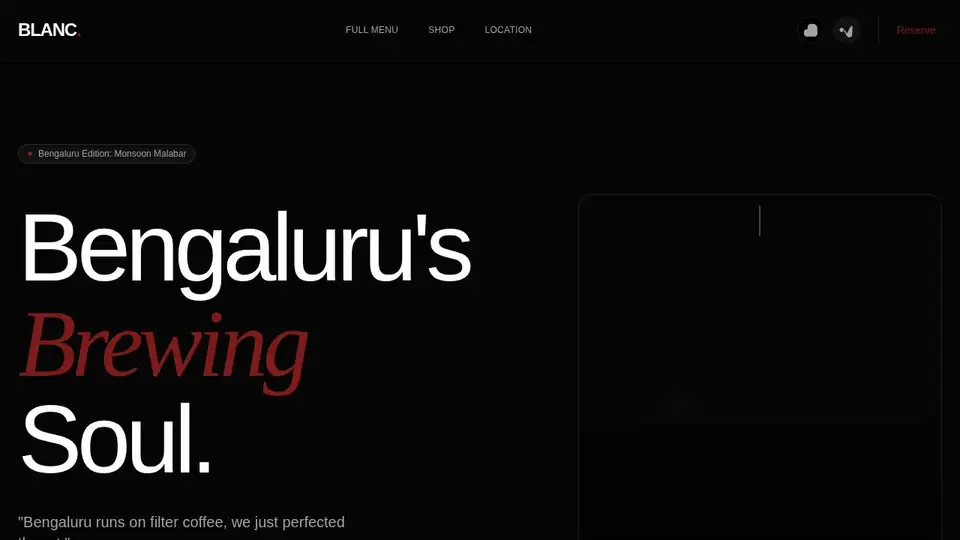 BLANC.
FULL MENU
SHOP
LOCATION
Reserve
Bengaluru Edition: Monsoon Malabar
Bengaluru's
Brewing
Soul.
"Bengaluru runs on filter coffee, we just perfected